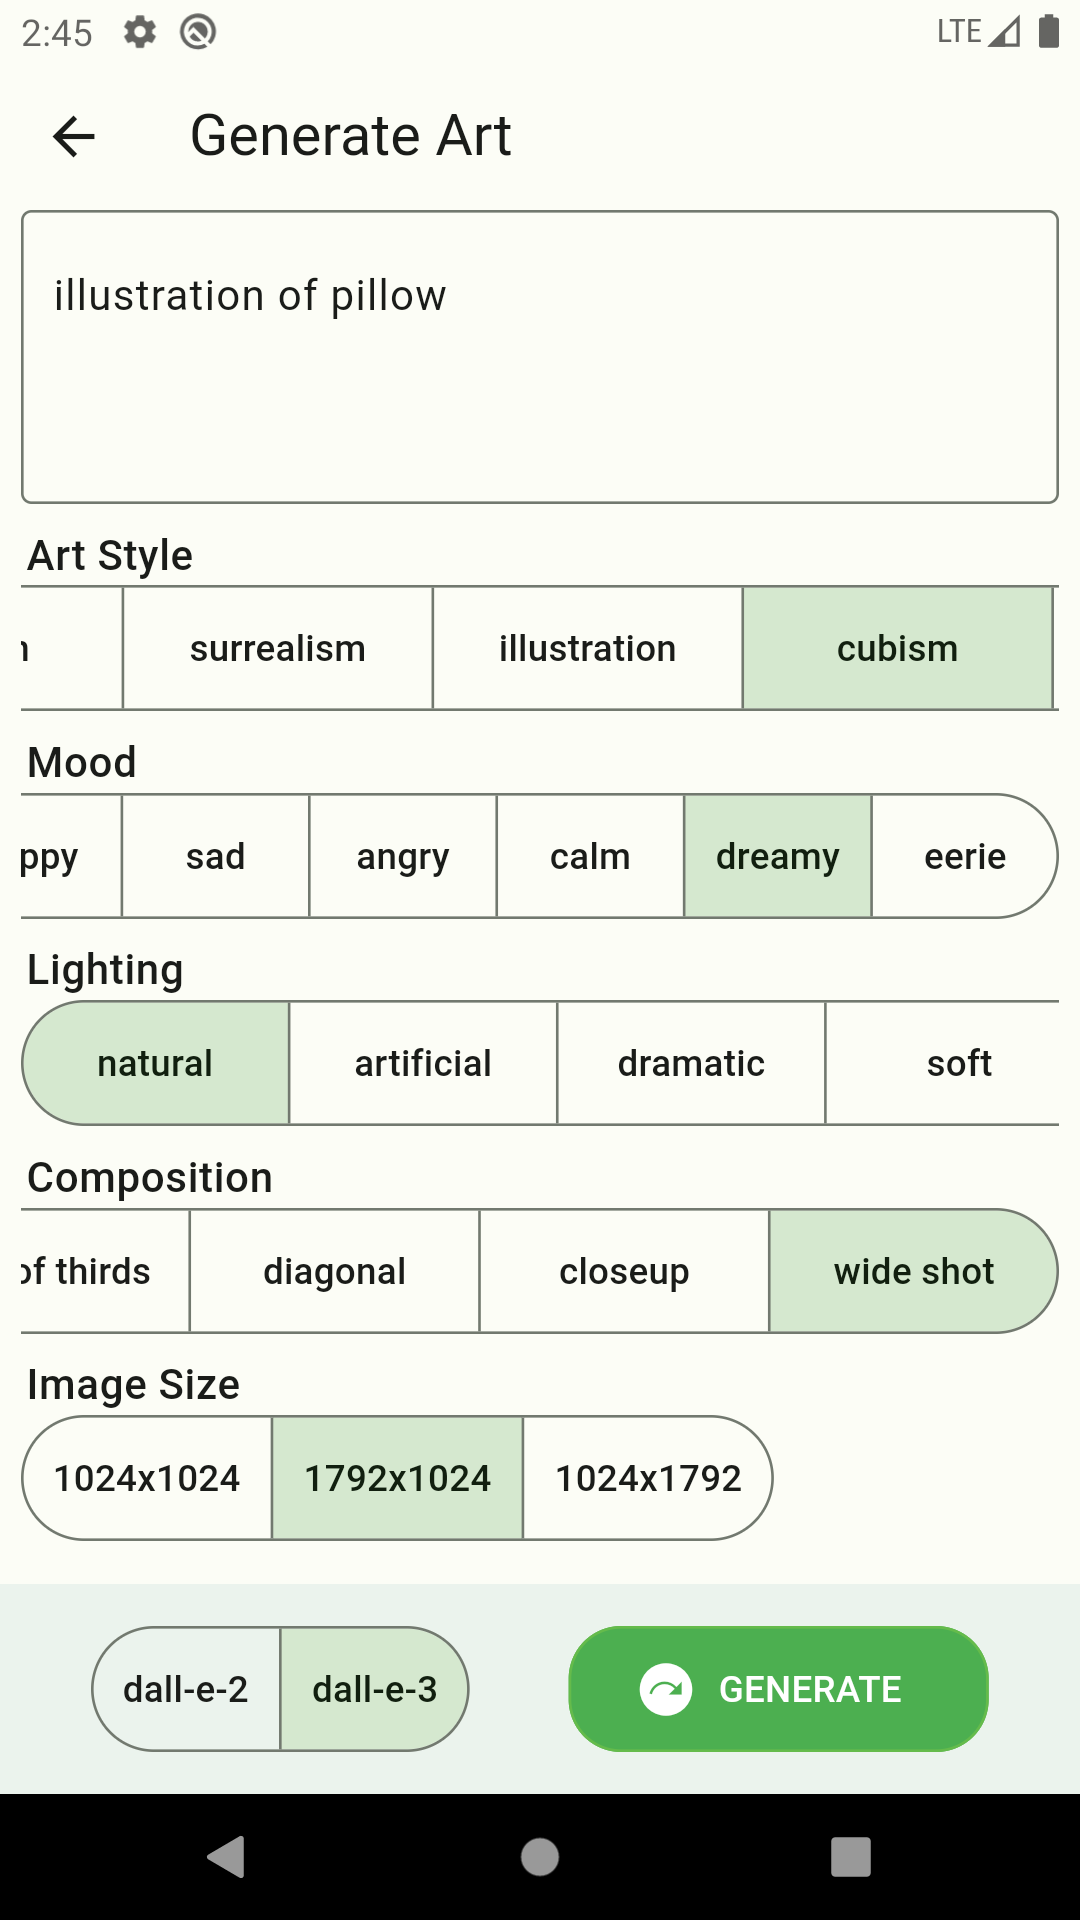 2:45 LTE
Generate Art
illustration of pillow
Art Style
surrealism illustration cubism
Mood
ppy sad angry calm dreamy eerie
Lighting
natural artificial dramatic soft
Composition
of thirds diagonal closeup wide shot
Image Size
1024x1024 1792x1024 1024x1792
dall-e-2 dall-e-3 GENERATE